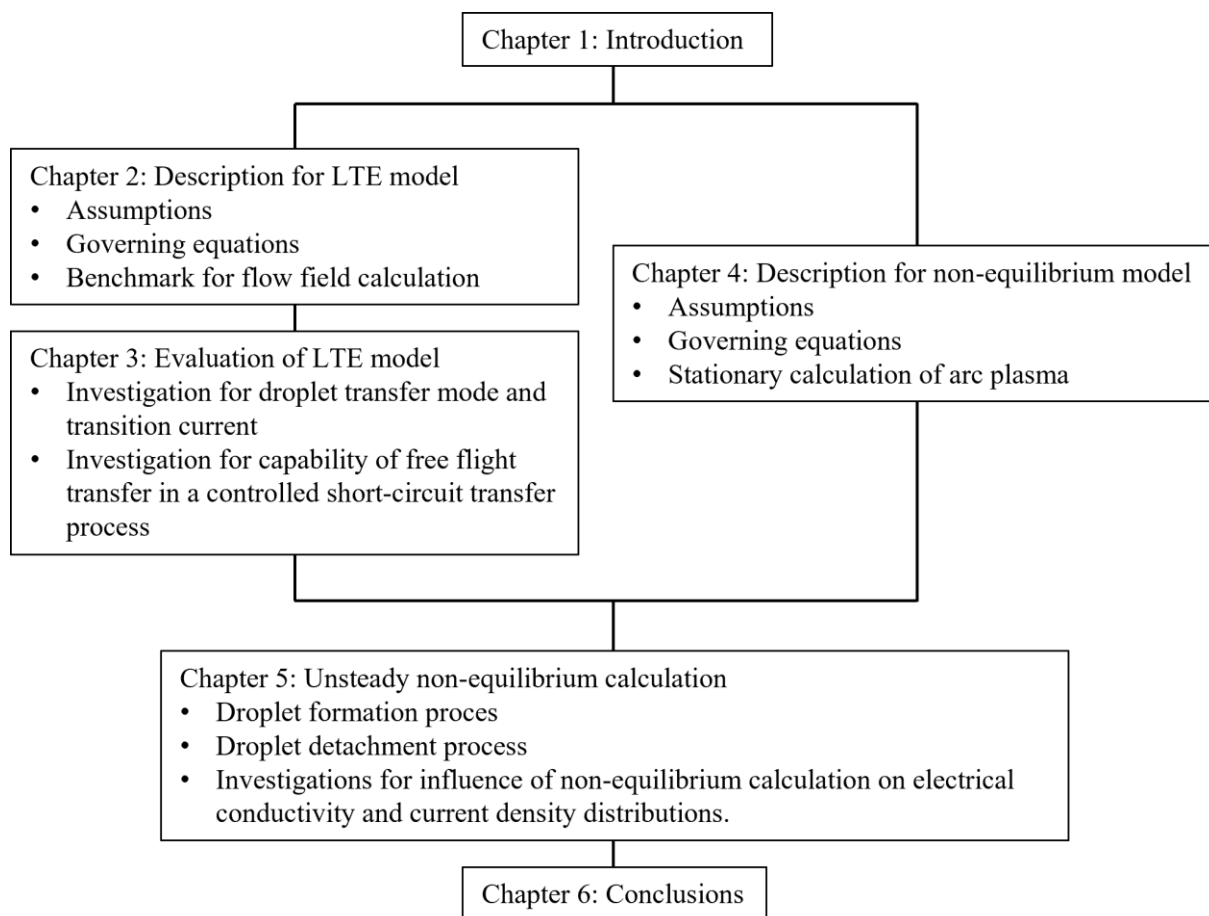 Chapter 1: Introduction
Chapter 2: Description for LTE model
• Assumptions
• Governing equations
• Benchmark for flow field calculation
Chapter 3: Evaluation of LTE model
• Investigation for droplet transfer mode and
transition current
• Investigation for capability of free flight
transfer in a controlled short-circuit transfer
process
Chapter 4: Description for non-equilibrium model
• Assumptions
• Governing equations
• Stationary calculation of arc plasma
Chapter 5: Unsteady non-equilibrium calculation
• Droplet formation proces
• Droplet detachment process
• Investigations for influence of non-equilibrium calculation on electrical
conductivity and current density distributions.
Chapter 6: Conclusions